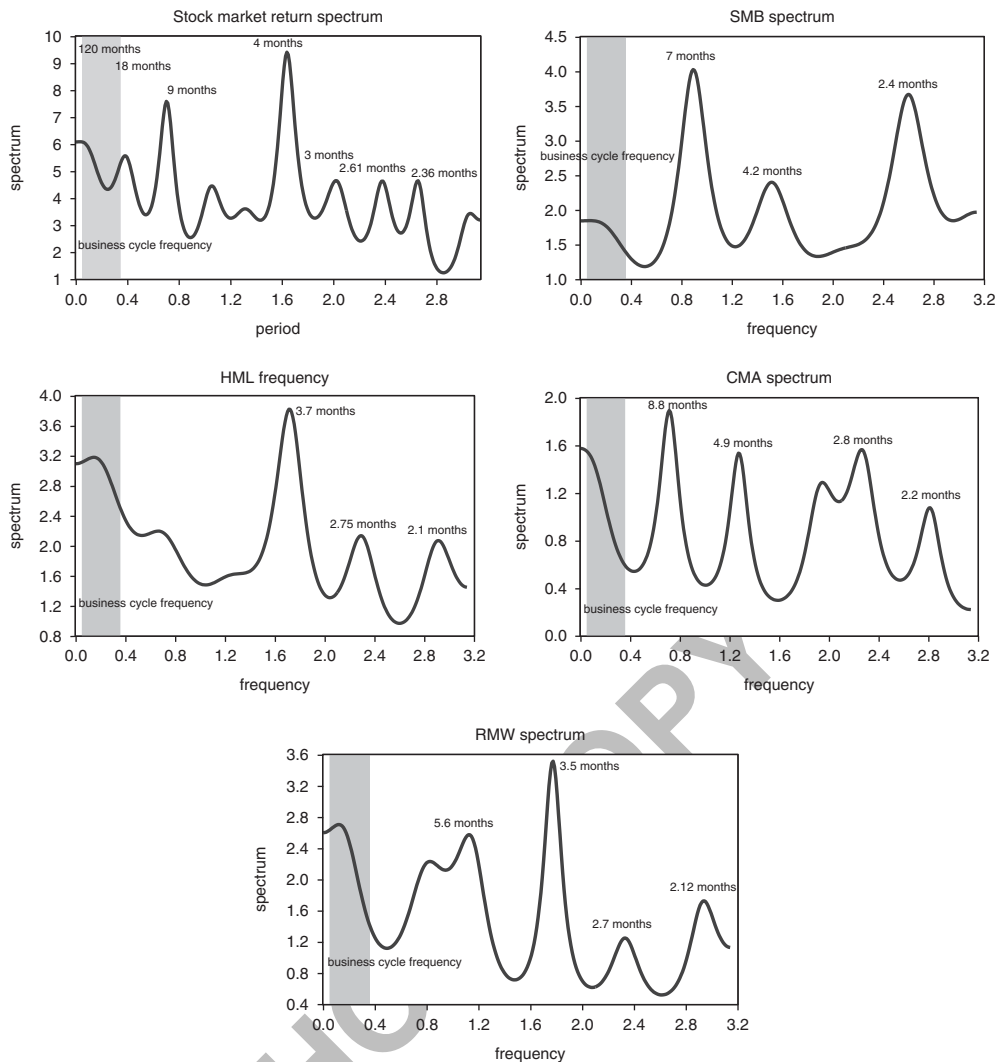 Stock market return spectrum
10
9
8
7
6
5
4
3
2
1
spectrum
120 months
18 months
9 months
4 months
3 months
2.61 months
2.36 months
business cycle frequency
0.0 0.4 0.8 1.2 1.6 2.0 2.4 2.8
period
SMB spectrum
4.5
4.0
3.5
3.0
2.5
2.0
1.5
1.0
spectrum
7 months
2.4 months
business cycle frequency
4.2 months
0.0 0.4 0.8 1.2 1.6 2.0 2.4 2.8 3.2
frequency
HML frequency
4.0
3.6
3.2
2.8
2.4
2.0
1.6
1.2
0.8
spectrum
3.7 months
2.75 months
2.1 months
business cycle frequency
0.0 0.4 0.8 1.2 1.6 2.0 2.4 2.8 3.2
frequency
CMA spectrum
2.0
1.6
1.2
0.8
0.4
0.0
spectrum
8.8 months
4.9 months
2.8 months
2.2 months
business cycle frequency
0.0 0.4 0.8 1.2 1.6 2.0 2.4 2.8 3.2
frequency
RMW spectrum
3.6
3.2
2.8
2.4
2.0
1.6
1.2
0.8
0.4
spectrum
3.5 months
5.6 months
2.12 months
2.7 months
business cycle frequency
0.0 0.4 0.8 1.2 1.6 2.0 2.4 2.8 3.2
frequency